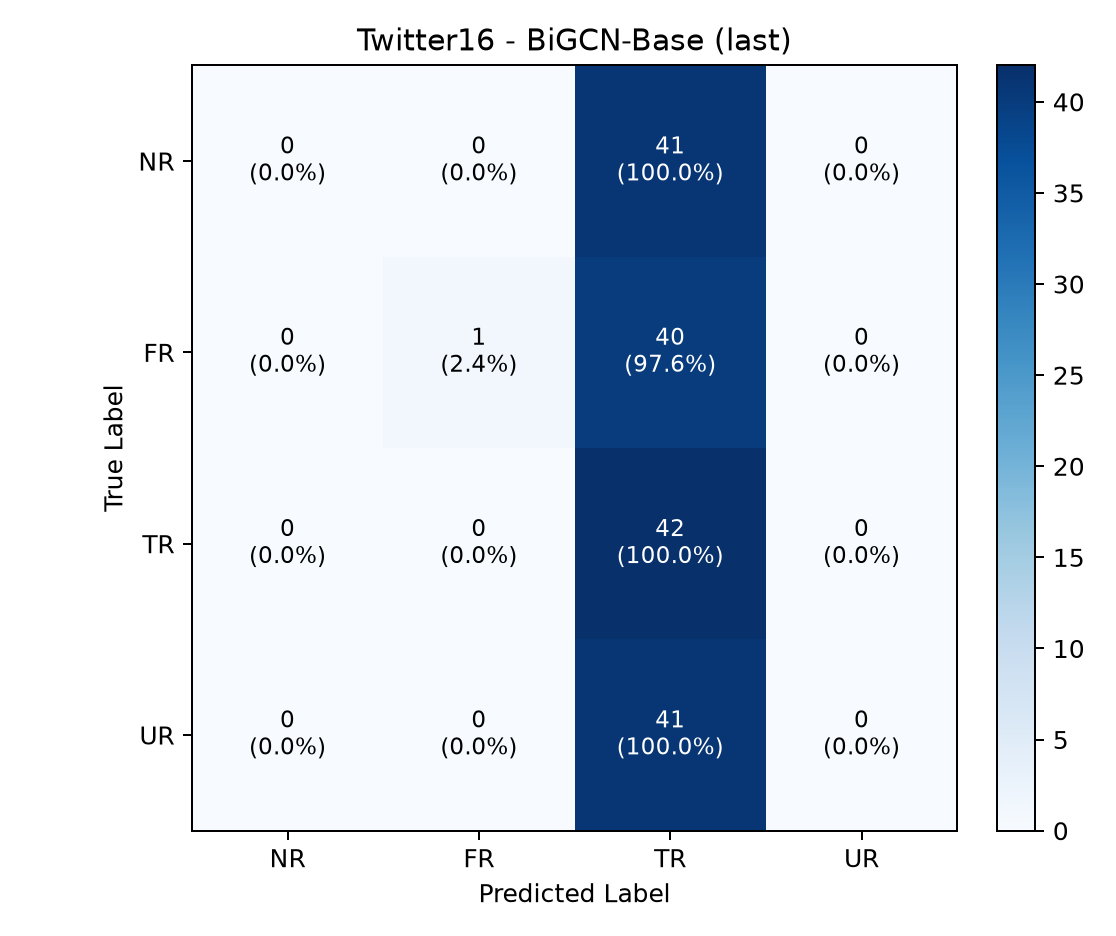 Twitter16 - BiGCN-Base (last)
True Label
NR
0 0 41 0
(0.0%) (0.0%) (100.0%) (0.0%)
FR
0 1 40 0
(0.0%) (2.4%) (97.6%) (0.0%)
TR
0 0 42 0
(0.0%) (0.0%) (100.0%) (0.0%)
UR
0 0 41 0
(0.0%) (0.0%) (100.0%) (0.0%)
NR FR TR UR
Predicted Label
40
35
30
25
20
15
10
5
0